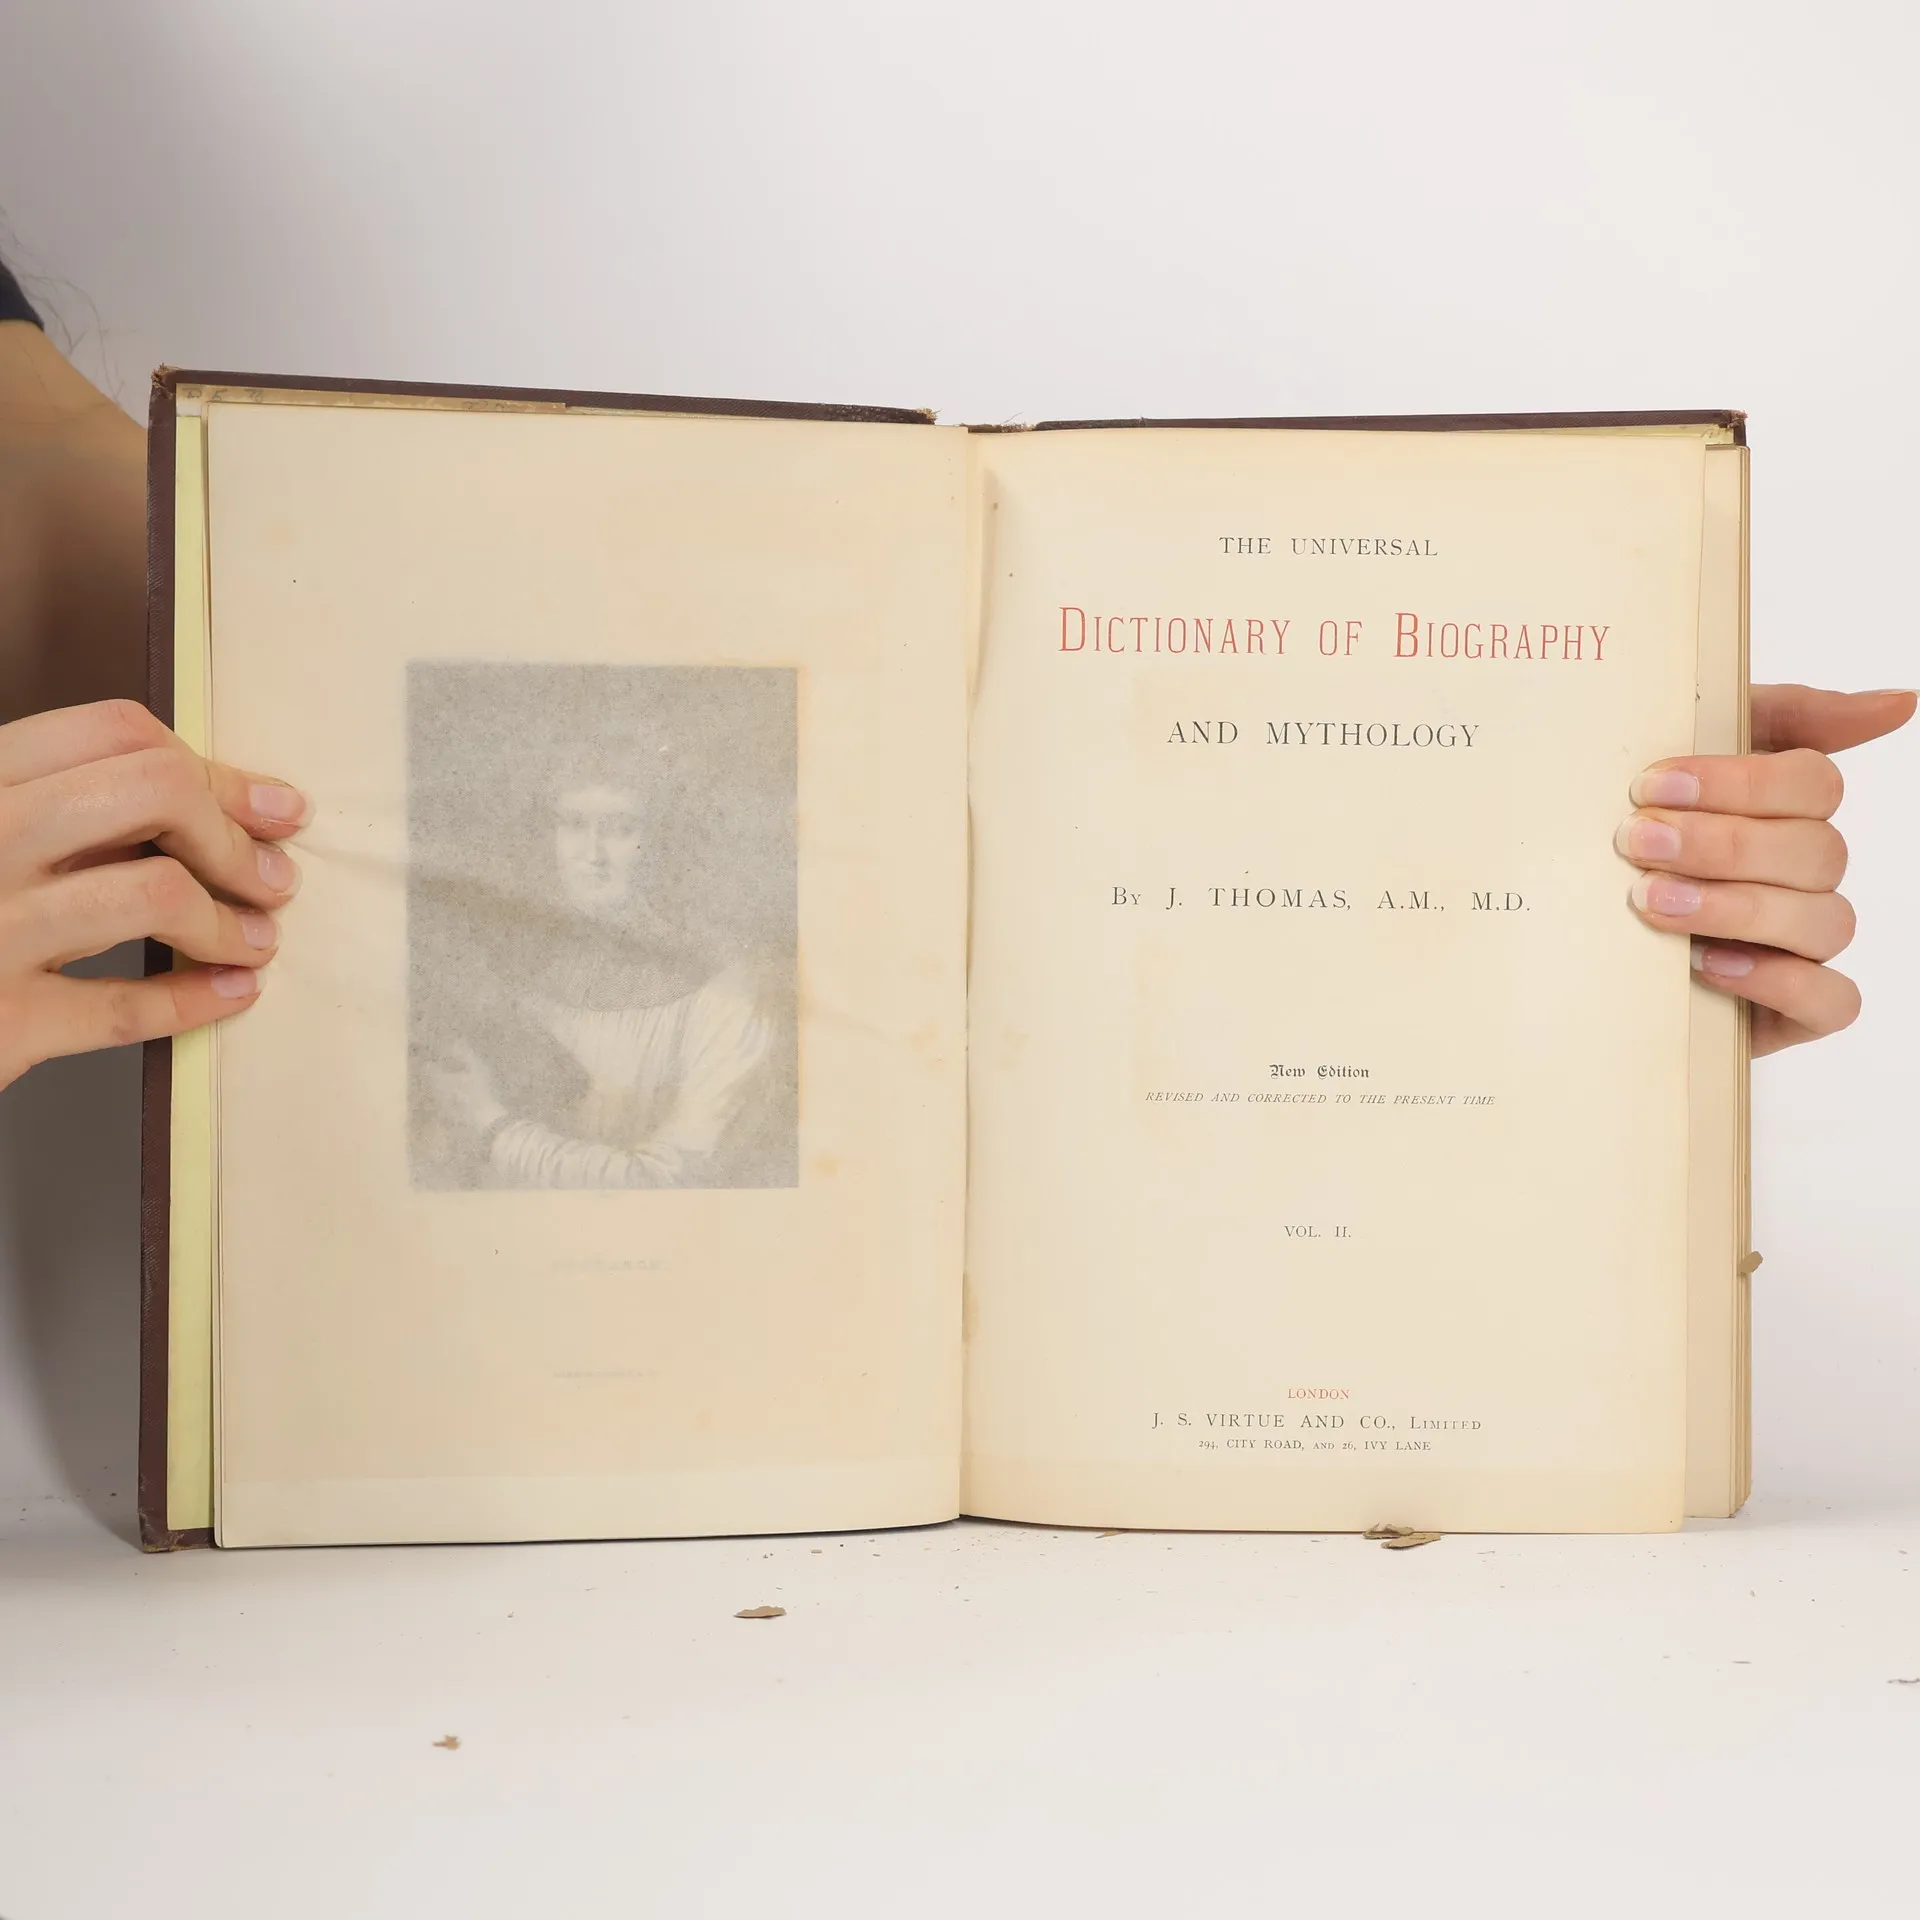 THE UNIVERSAL
DICTIONARY OF BIOGRAPHY
AND MYTHOLOGY
BY J. THOMAS, A.M., M.D.
New Edition
REVISED AND CORRECTED TO THE PRESENT TIME
VOL. II.
LONDON
J. S. VIRTUE AND CO., LIMITED
294, CITY ROAD, AND 26, IVY LANE